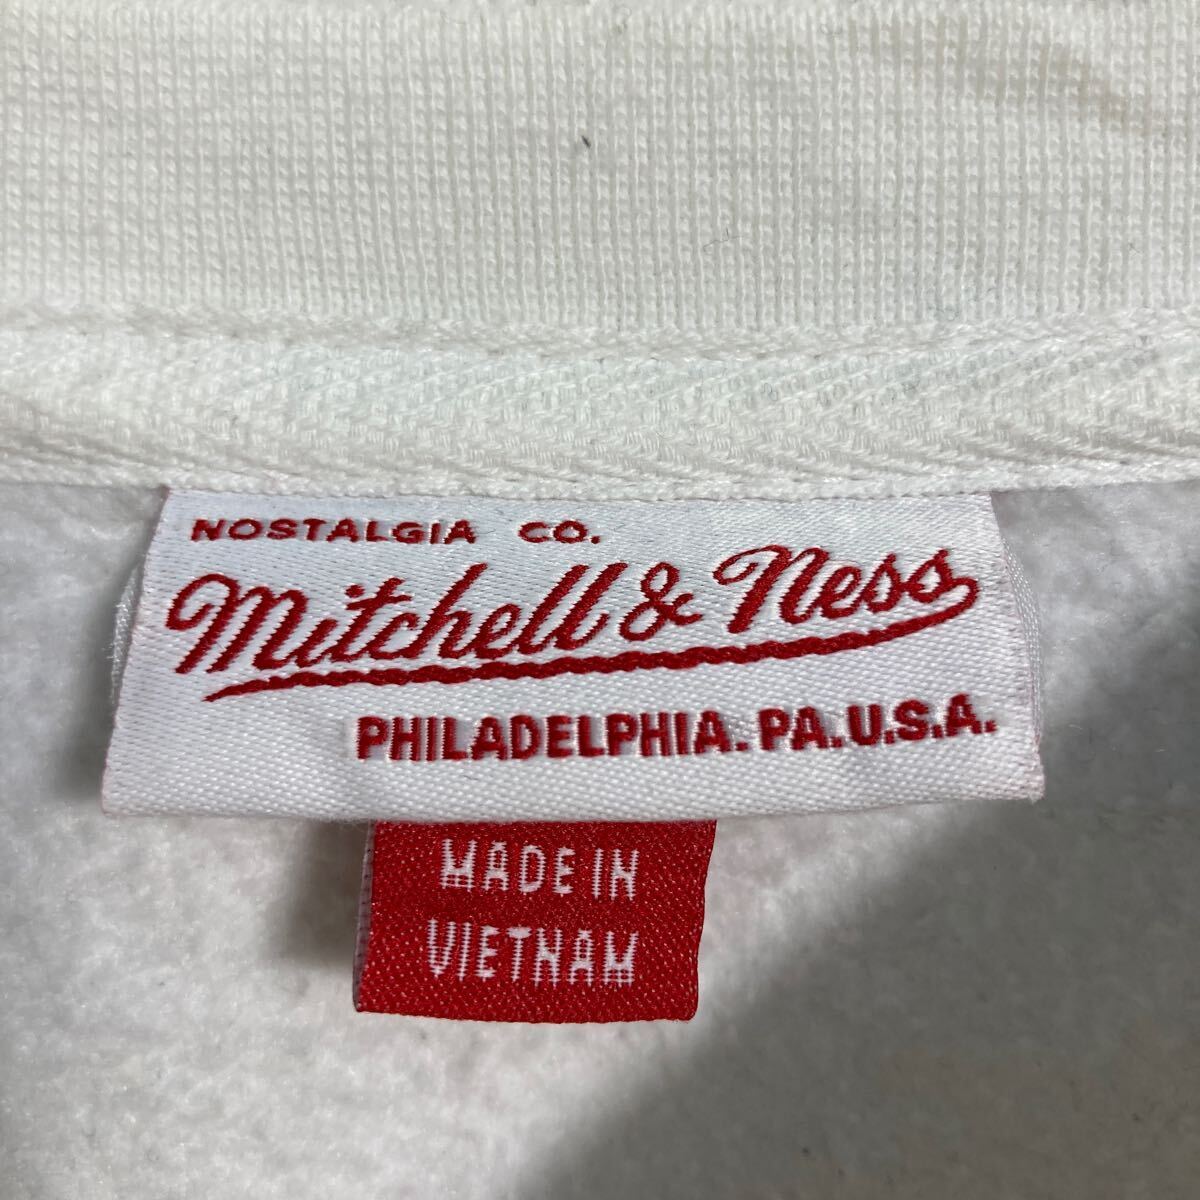 NOSTALGIA CO.
Mitchell & Ness
PHILADELPHIA. PA. U.S.A.
MADE IN
VIETNAM